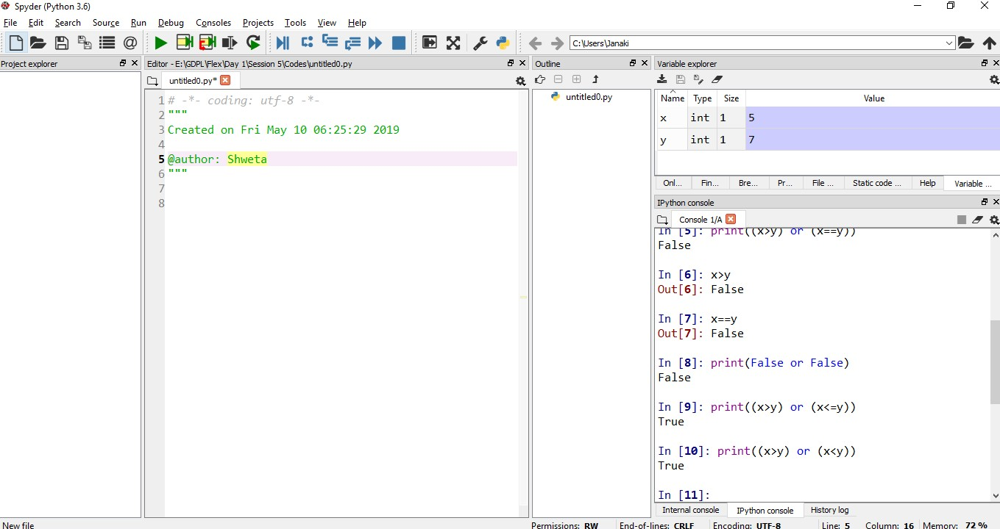 Spyder (Python 3.6)
File Edit Search Source Run Debug Consoles Projects Tools View Help
C:\Users\Janaki
Project explorer
Editor - E:\GDPL\Flex\Day 1\Session 5\Codes\untitled0.py
untitled0.py*
1 # -*- coding: utf-8 -*-
2 """
3 Created on Fri May 10 06:25:29 2019
4
5 @author: Shweta
6 """
7
8
Outline
untitled0.py
Variable explorer
Name Type Size Value
x int 1 5
y int 1 7
Onl... Fin... Bre... Pr... File ... Static code ... Help Variable ...
IPython console
Console 1/A
In [5]: print((x>y) or (x==y))
False
In [6]: x>y
Out[6]: False
In [7]: x==y
Out[7]: False
In [8]: print(False or False)
False
In [9]: print((x>y) or (x<=y))
True
In [10]: print((x>y) or (x<y))
True
In [11]:
Internal console IPython console History log
New file Permissions: RW End-of-lines: CRLF Encoding: UTF-8 Line: 5 Column: 16 Memory: 72 %